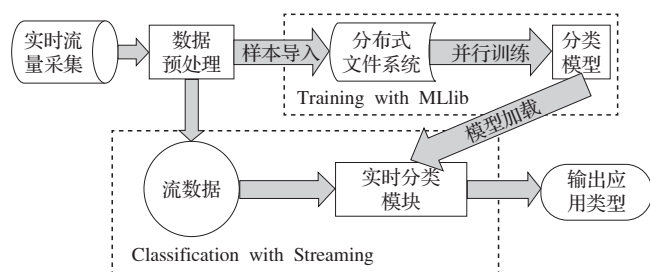 实时流
量采集
数据
预处理
样本导入
分布式
文件系统
并行训练
分类
模型
Training with MLlib
模型加载
流数据
实时分类
模块
输出应
用类型
Classification with Streaming